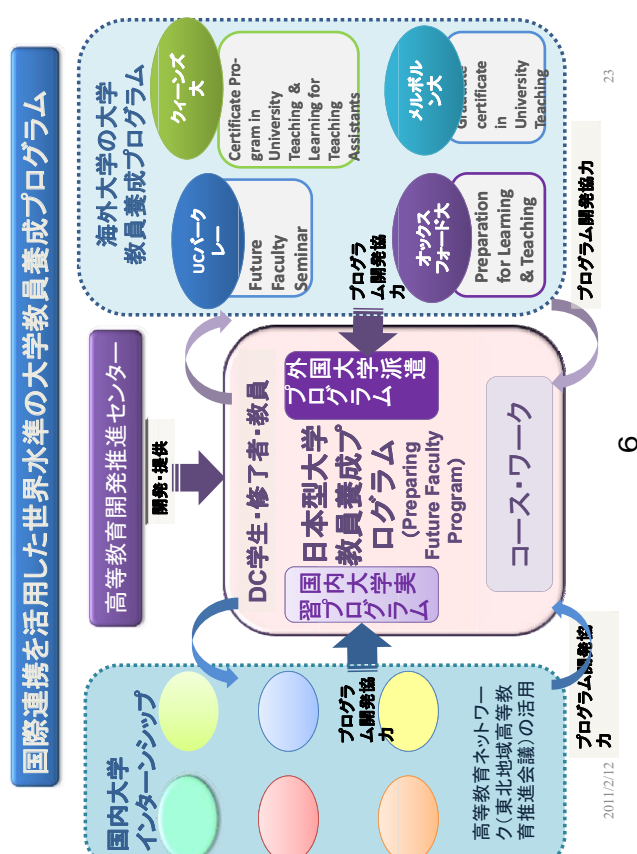 国際連携を活用した世界水準の大学教員養成プログラム
高等教育開発推進センター
開発・提供
国内大学
インターンシップ
高等教育ネットワー
ク(東北地域高等教
育推進会議)の活用
プログラ
ム開発協
力
プログラム開発協
力
DC学生・修了者・教員
国内大学実
習プログラム
日本型大学
教員養成プ
ログラム
(Preparing
Future Faculty
Program)
外国大学派遣
プログラム
コース・ワーク
海外大学の大学
教員養成プログラム
UCバーク
レー
Future
Faculty
Seminar
クィーンズ
大
Certificate Pro-
gram in
University
Teaching &
Learning for
Teaching
Assistants
オックス
フォード大
Preparation
for Learning
& Teaching
メルボル
ン大
Graduate
certificate
in
University
Teaching
プログラ
ム開発協
力
プログラム開発協力
2011/2/12
23
6